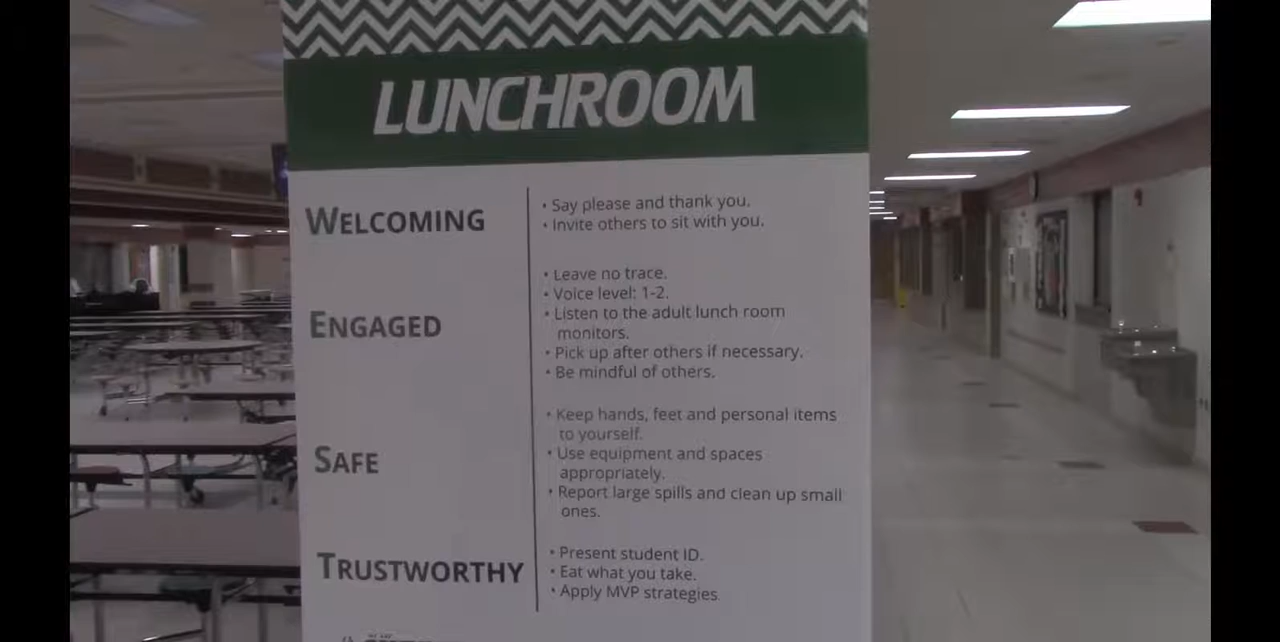 LUNCHROOM
WELCOMING
• Say please and thank you.
• Invite others to sit with you.
ENGAGED
• Leave no trace.
• Voice level: 1-2.
• Listen to the adult lunch room
monitors.
• Pick up after others if necessary.
• Be mindful of others.
SAFE
• Keep hands, feet and personal items
to yourself.
• Use equipment and spaces
appropriately.
• Report large spills and clean up small
ones.
TRUSTWORTHY
• Present student ID.
• Eat what you take.
• Apply MVP strategies
WE ARE